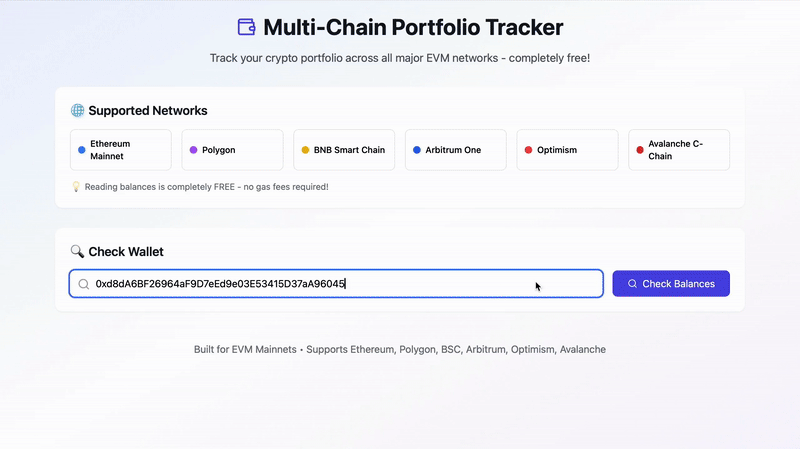 Multi-Chain Portfolio Tracker
Track your crypto portfolio across all major EVM networks - completely free!
Supported Networks
Ethereum
Mainnet
Polygon
BNB Smart Chain
Arbitrum One
Optimism
Avalanche C-
Chain
Reading balances is completely FREE - no gas fees required!
Check Wallet
0xd8dA6BF26964aF9D7eEd9e03E53415D37aA96045
Check Balances
Built for EVM Mainnets • Supports Ethereum, Polygon, BSC, Arbitrum, Optimism, Avalanche